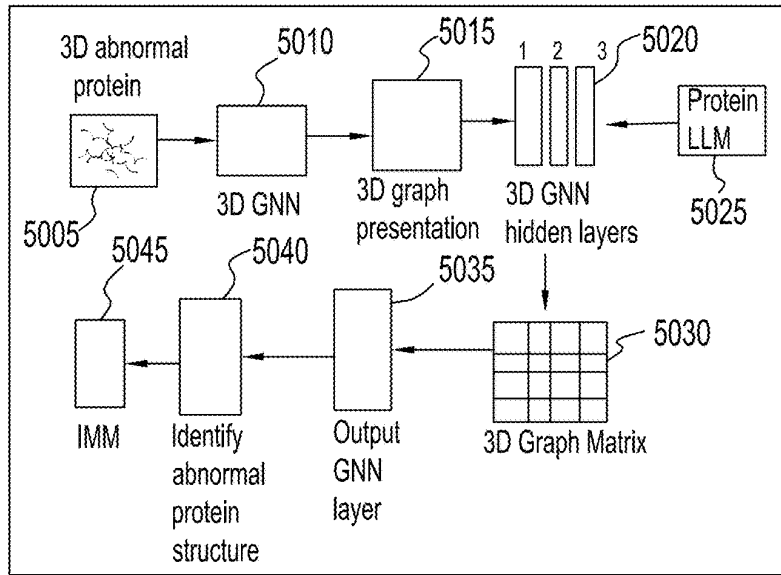 3D abnormal
protein
5005
5010
3D GNN
5015
3D graph
presentation
1 2 3
5020
3D GNN
hidden layers
Protein
LLM
5025
5030
3D Graph Matrix
5035
Output
GNN
layer
5040
Identify
abnormal
protein
structure
5045
IMM